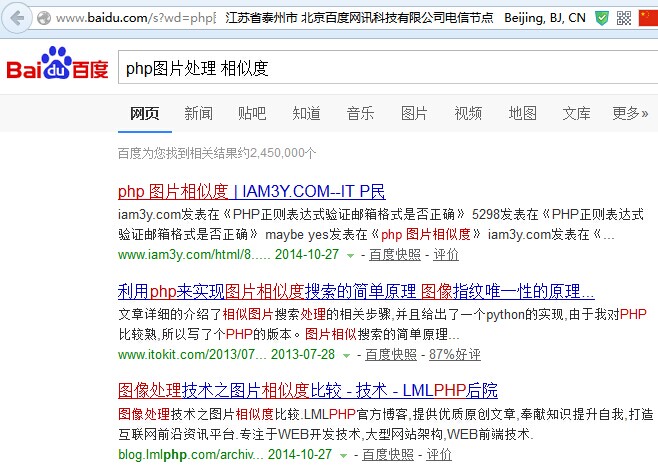 www.baidu.com/s?wd=php 江苏省泰州市 北京百度网讯科技有限公司电信节点 Beijing, BJ, CN
Bai du 百度 php图片处理 相似度
网页 新闻 贴吧 知道 音乐 图片 视频 地图 文库 更多»
百度为您找到相关结果约2,450,000个
php 图片相似度 | IAM3Y.COM--IT P民
iam3y.com发表在《PHP正则表达式验证邮箱格式是否正确》 5298发表在《PHP正则表达式
验证邮箱格式是否正确》 maybe yes发表在《php 图片相似度》 iam3y.com发表在《...
www.iam3y.com/html/8..... 2014-10-27 - 百度快照 - 评价
利用php来实现图片相似度搜索的简单原理 图像指纹唯一性的原理...
文章详细的介绍了相似图片搜索处理的相关步骤,并且给出了一个python的实现,由于我对PHP
比较熟,所以写了个PHP的版本。图片相似搜索的简单原理...
www.itokit.com/2013/07... 2013-07-28 - 百度快照 - 87%好评
图像处理技术之图片相似度比较 - 技术 - LMLPHP后院
图像处理技术之图片相似度比较.LMLPHP官方博客,提供优质原创文章,奉献知识提升自我,打造
互联网前沿资讯平台.专注于WEB开发技术,大型网站架构,WEB前端技术.
blog.lmlphp.com/archiv... 2014-10-27 - 百度快照 - 评价